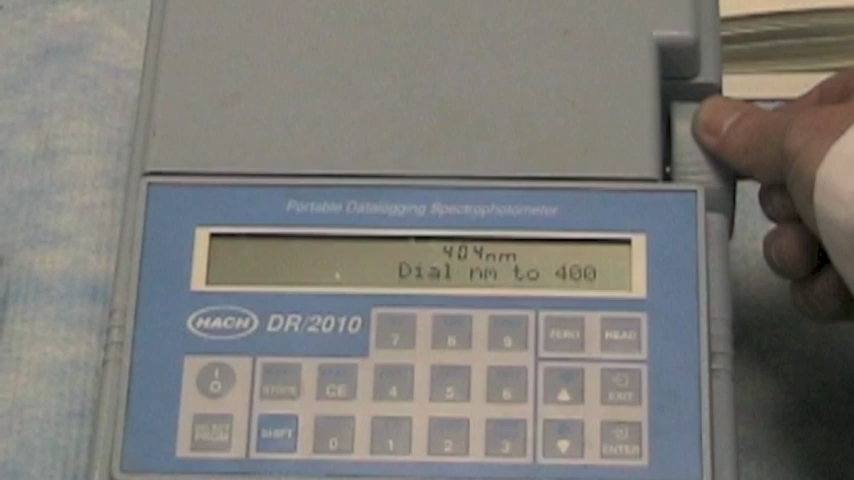 Portable Datalogging Spectrophotometer
404nm
Dial nm to 400
HACH DR/2010
7 8 9 ZERO READ
STORE CE 4 5 6 EXIT
SHIFT 0 1 2 3 ENTER